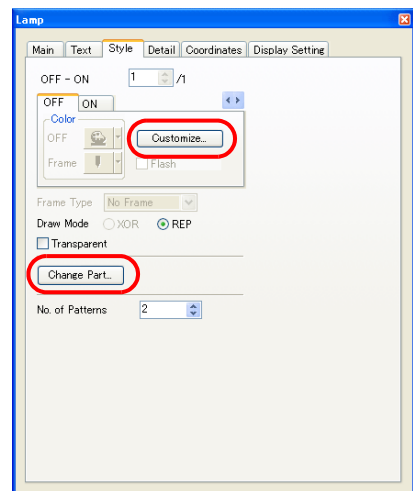 Lamp
Main Text Style Detail Coordinates Display Setting
OFF - ON 1 /1
OFF ON
Color
OFF Customize...
Frame Flash
Frame Type No Frame
Draw Mode XOR REP
Transparent
Change Part...
No. of Patterns 2